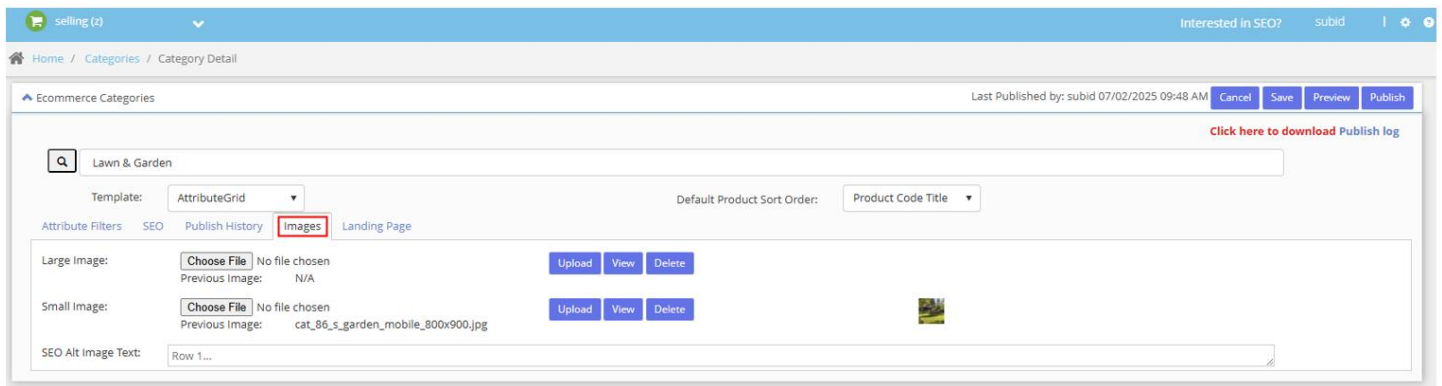 selling (z)
Interested in SEO? subid
Home / Categories / Category Detail
Ecommerce Categories
Last Published by: subid 07/02/2025 09:48 AM Cancel Save Preview Publish
Click here to download Publish log
Lawn & Garden
Template: AttributeGrid Default Product Sort Order: Product Code Title
Attribute Filters SEO Publish History Images Landing Page
Large Image: Choose File No file chosen Upload View Delete
Previous Image: N/A
Small Image: Choose File No file chosen Upload View Delete
Previous Image: cat_86_s_garden_mobile_800x900.jpg
SEO Alt Image Text: Row 1...